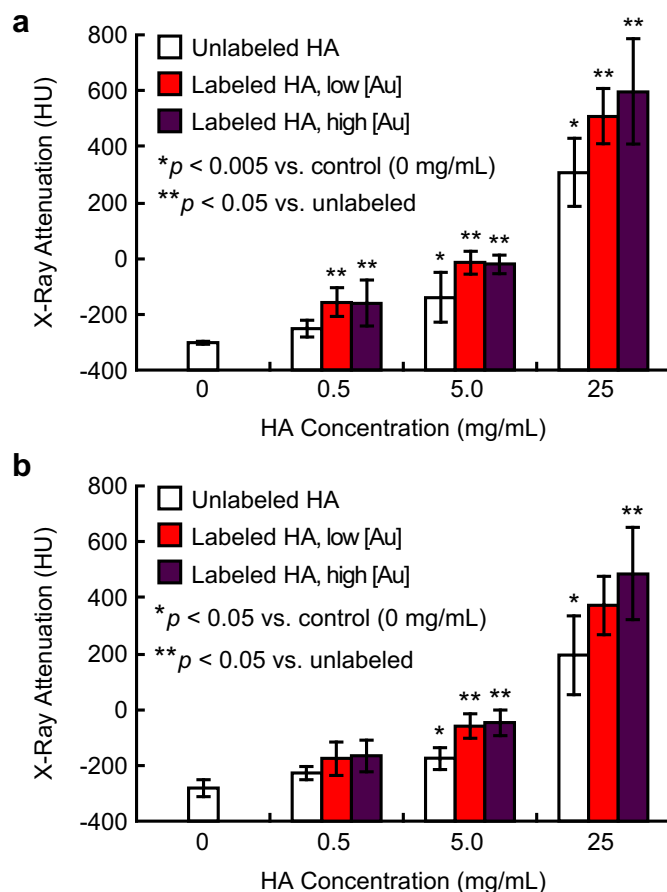 a
X-Ray Attenuation (HU)
800
600
400
200
0
-200
-400
Unlabeled HA
Labeled HA, low [Au]
Labeled HA, high [Au]
*p < 0.005 vs. control (0 mg/mL)
**p < 0.05 vs. unlabeled
** **
* ** **
* ** **
0 0.5 5.0 25
HA Concentration (mg/mL)
b
X-Ray Attenuation (HU)
800
600
400
200
0
-200
-400
Unlabeled HA
Labeled HA, low [Au]
Labeled HA, high [Au]
*p < 0.05 vs. control (0 mg/mL)
**p < 0.05 vs. unlabeled
* ** **
* **
0 0.5 5.0 25
HA Concentration (mg/mL)